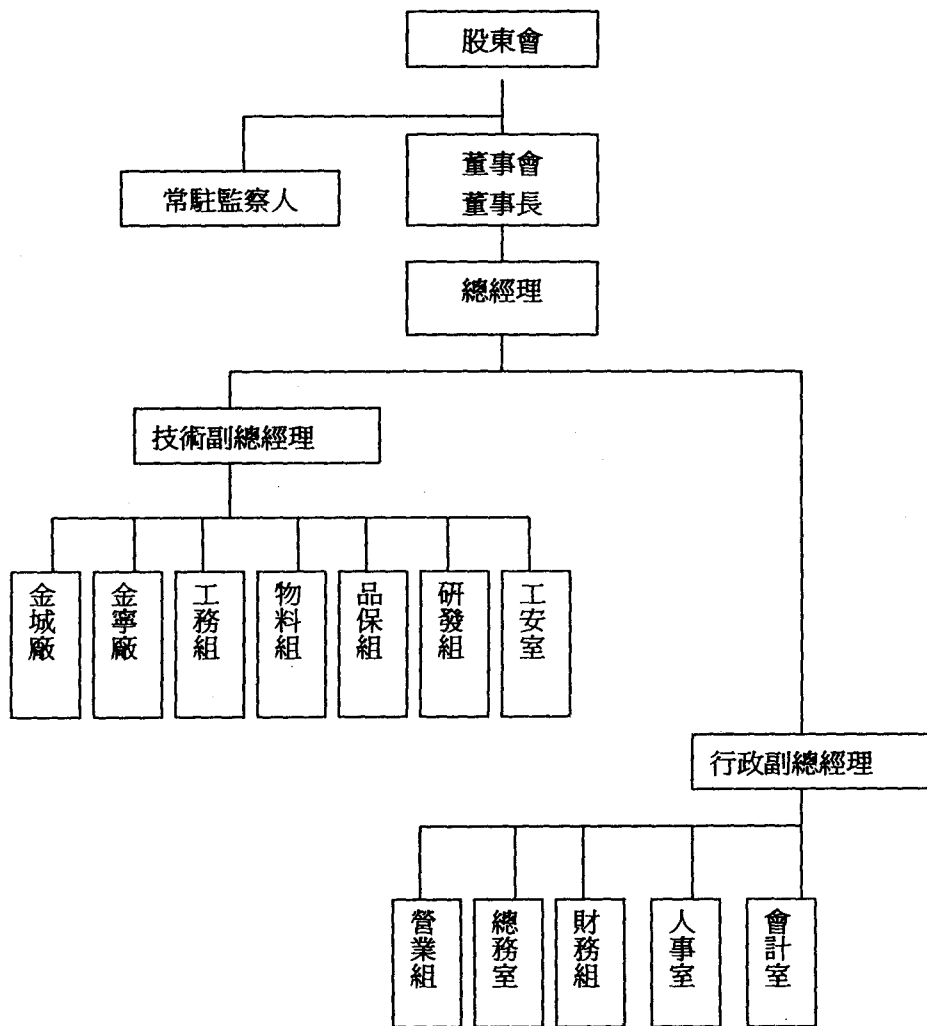 股東會
董事會
董事長
常駐監察人
總經理
技術副總經理
金城廠
金寧廠
工務組
物料組
品保組
研發組
工安室
行政副總經理
營業組
總務室
財務組
人事室
會計室